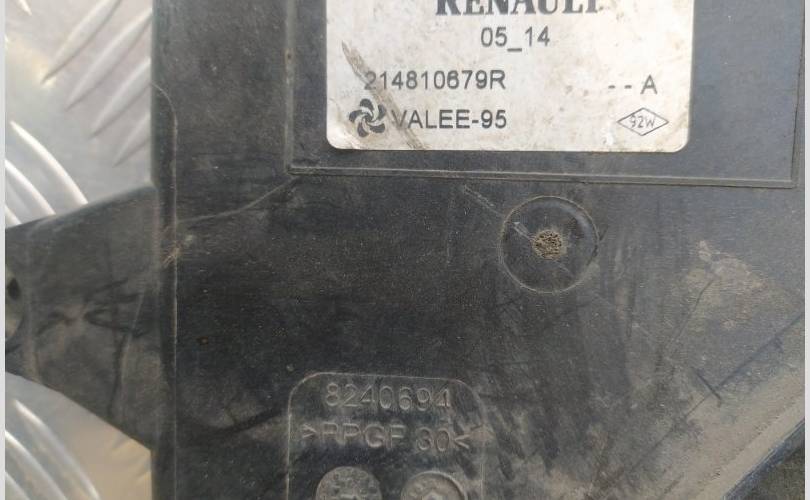 RENAULT
05_14
214810679R --A
VALEE-95 92W
8240694
>PPGF 30<